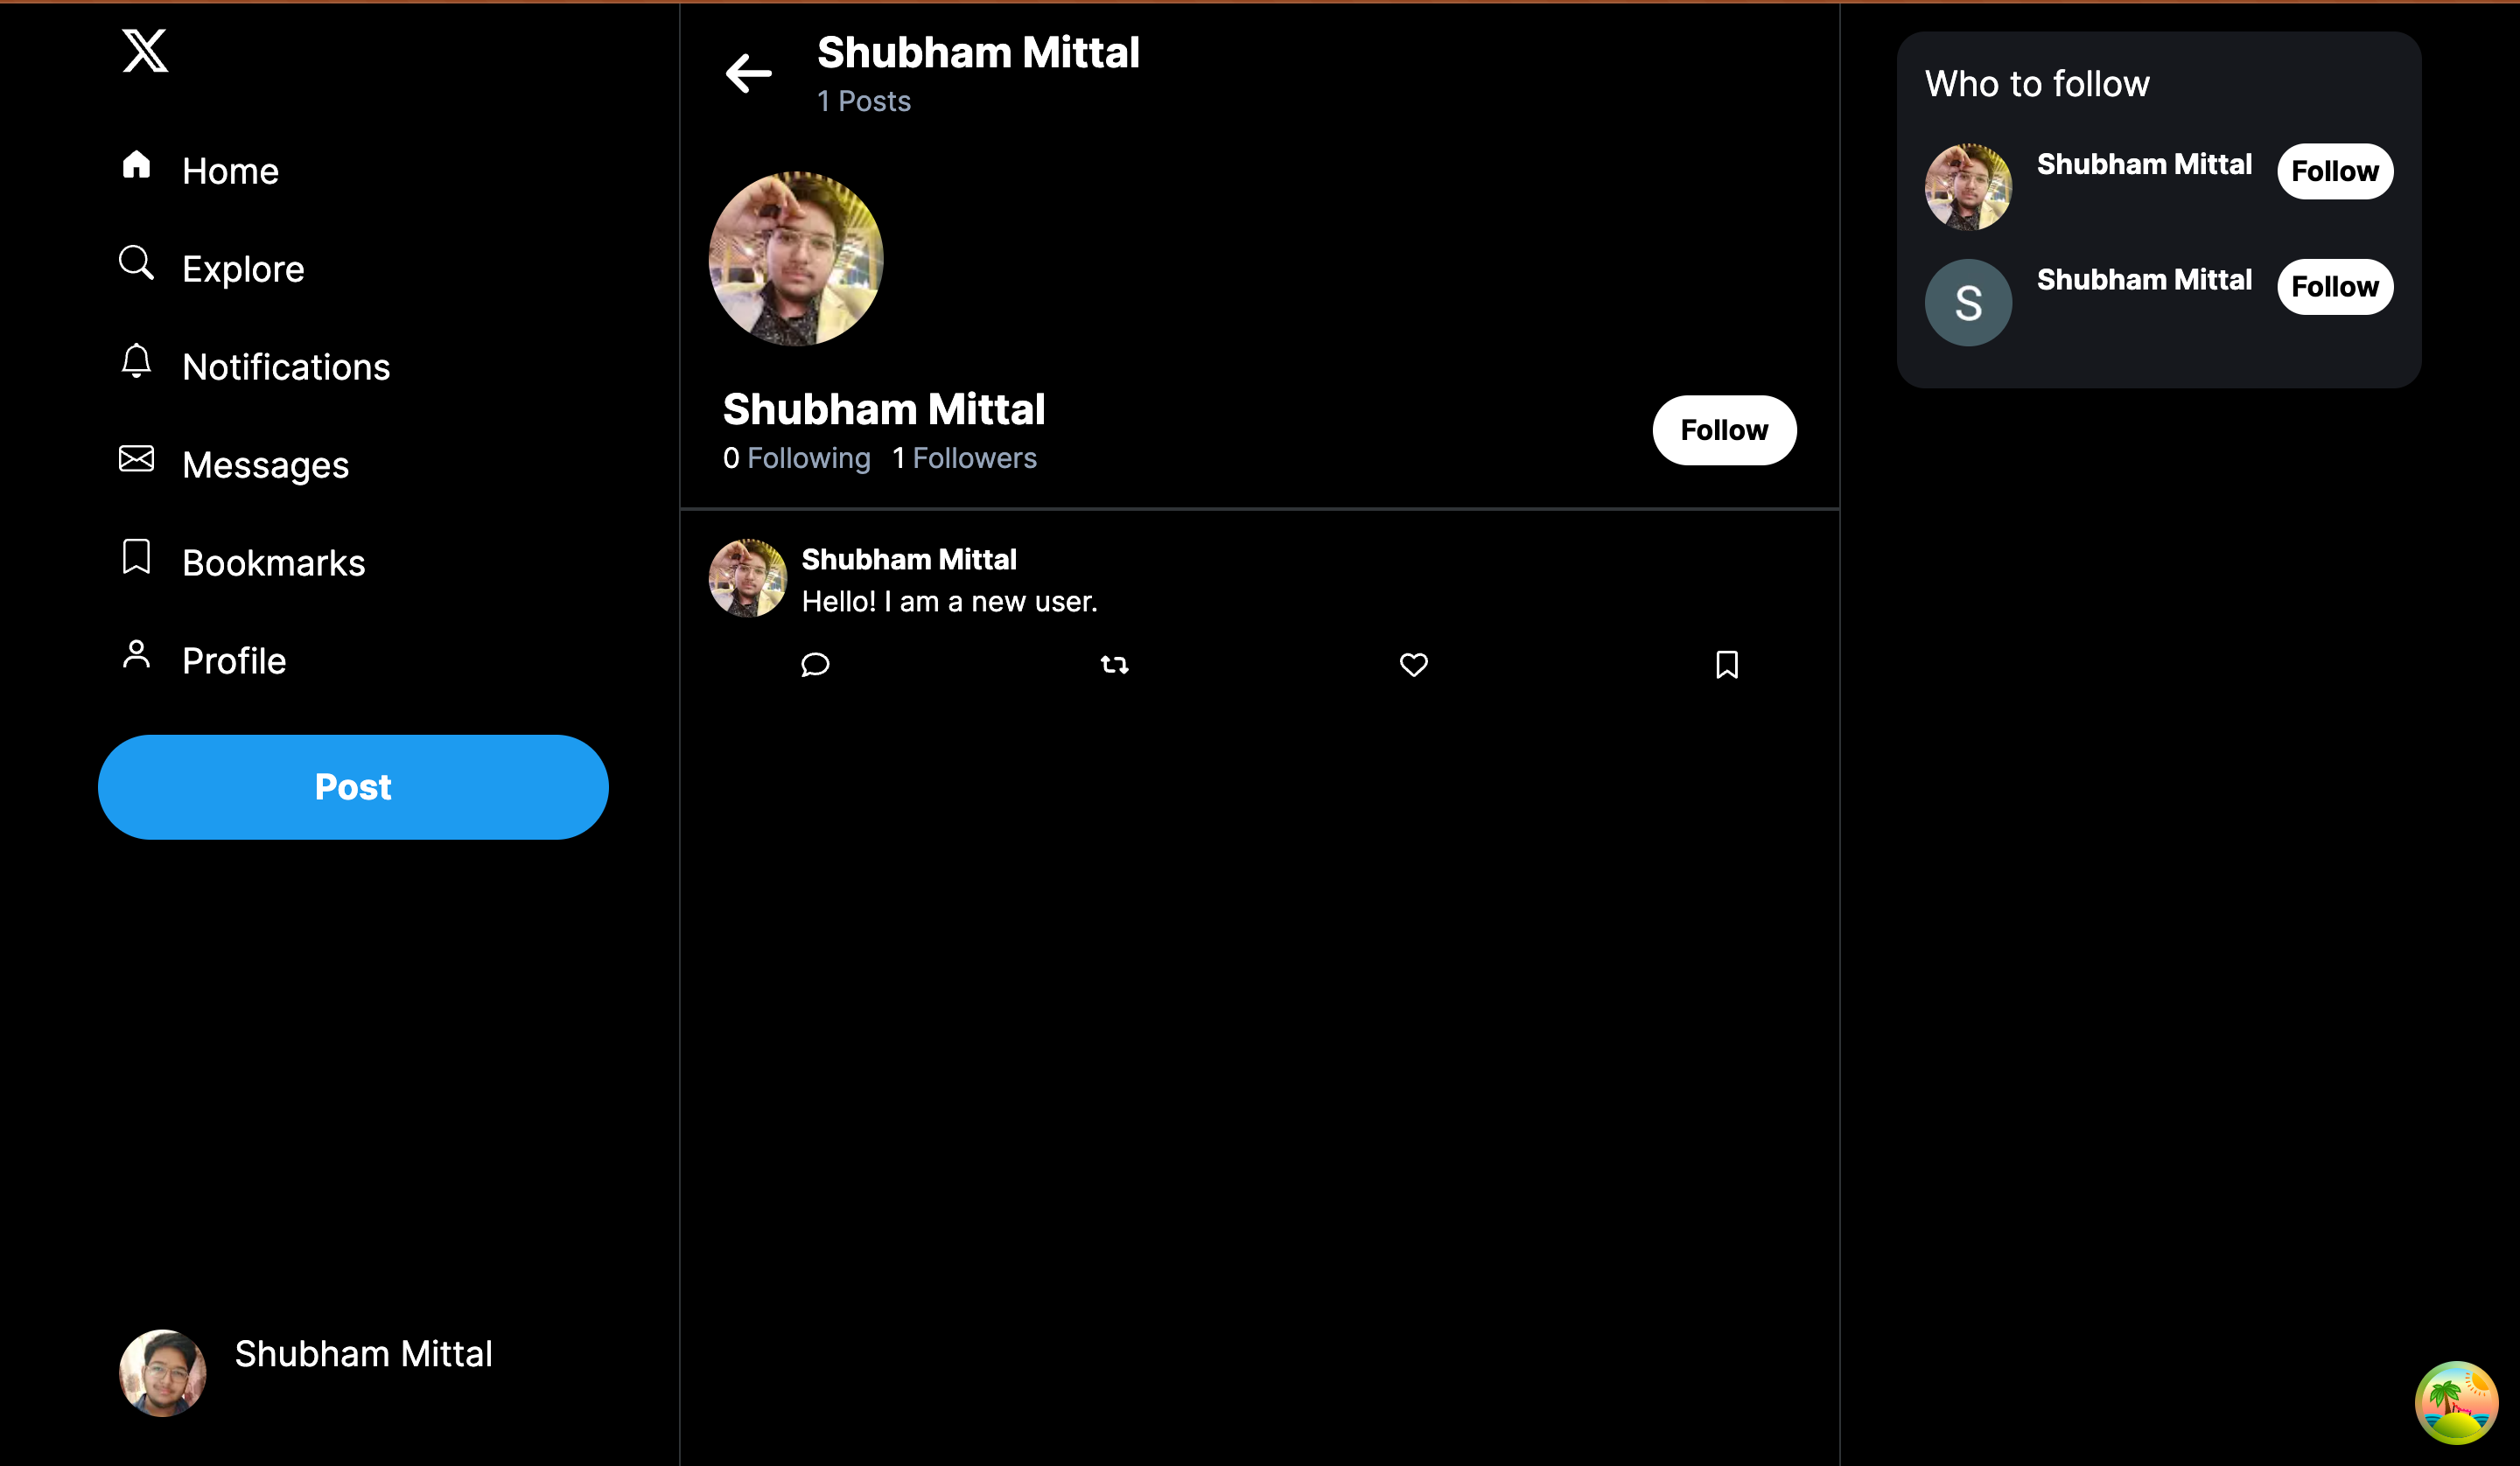 Home
Explore
Notifications
Messages
Bookmarks
Profile
Post
Shubham Mittal
Shubham Mittal
1 Posts
Shubham Mittal
0 Following 1 Followers
Follow
Shubham Mittal
Hello! I am a new user.
Who to follow
Shubham Mittal Follow
S Shubham Mittal Follow